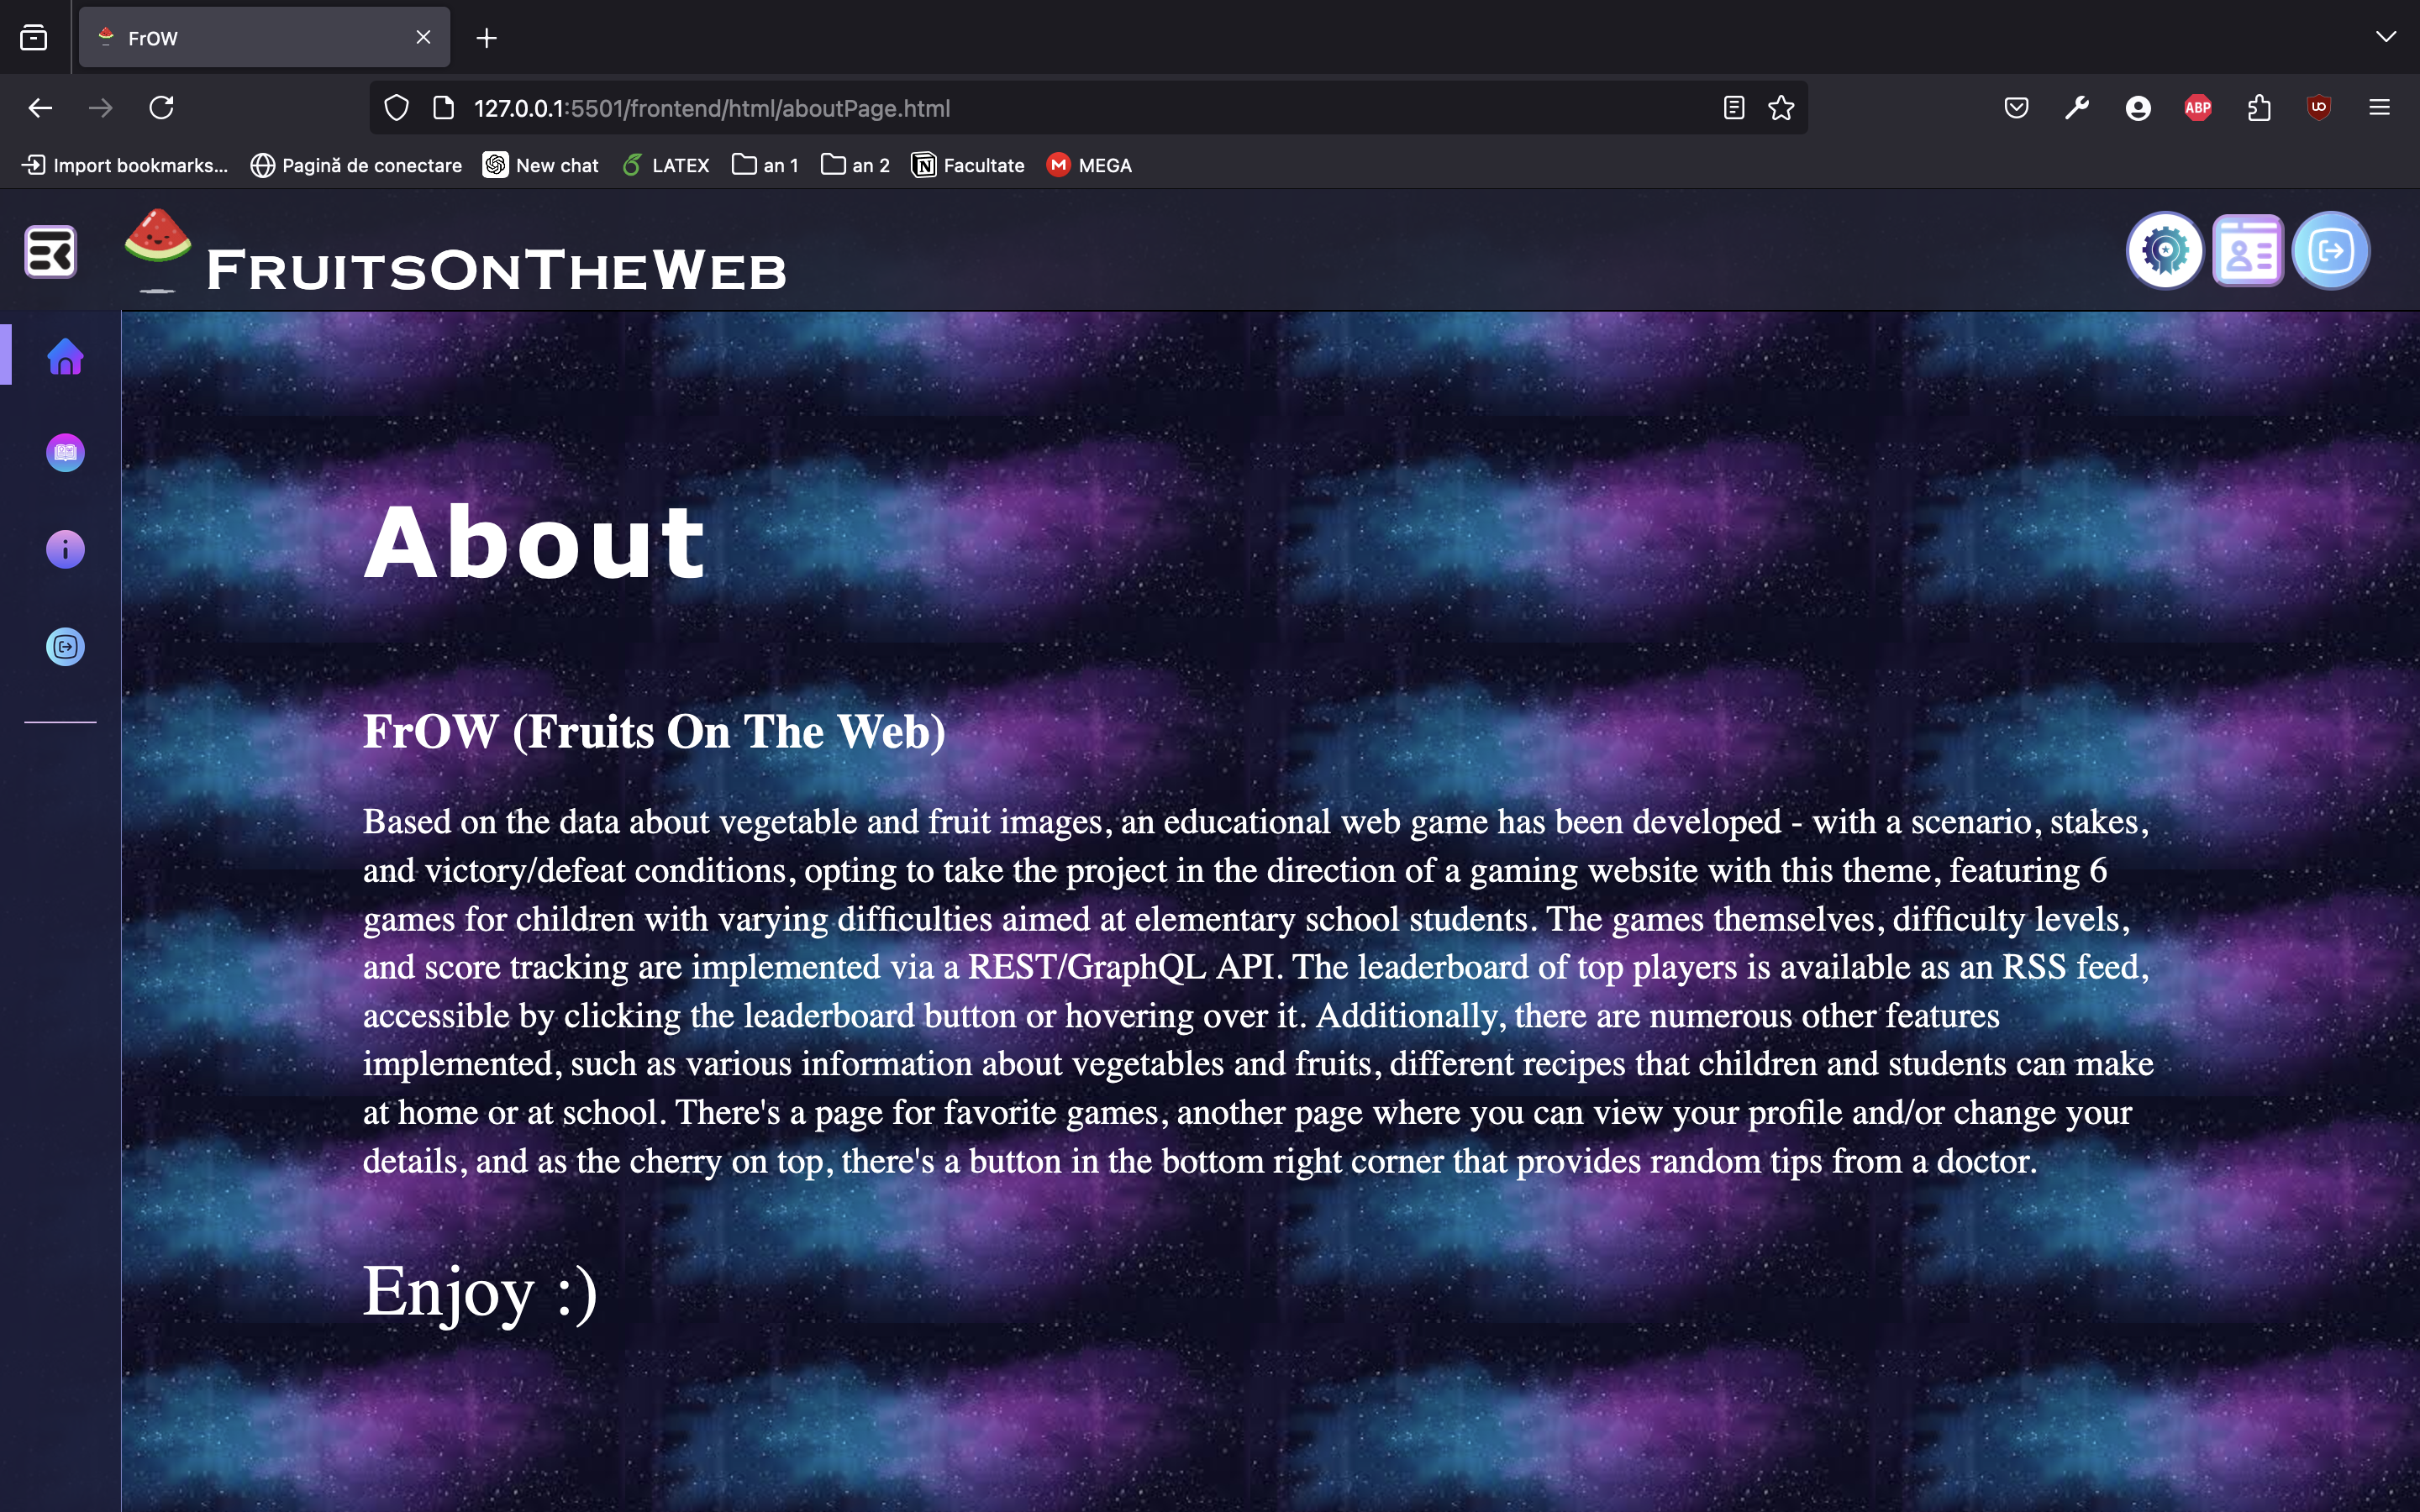 FrOW
127.0.0.1:5501/frontend/html/aboutPage.html
ABP
Import bookmarks...
Pagină de conectare
New chat
LATEX
an 1
an 2
Facultate
MEGA
FRUITSONTHEWEB
About
FrOW (Fruits On The Web)
Based on the data about vegetable and fruit images, an educational web game has been developed - with a scenario, stakes,
and victory/defeat conditions, opting to take the project in the direction of a gaming website with this theme, featuring 6
games for children with varying difficulties aimed at elementary school students. The games themselves, difficulty levels,
and score tracking are implemented via a REST/GraphQL API. The leaderboard of top players is available as an RSS feed,
accessible by clicking the leaderboard button or hovering over it. Additionally, there are numerous other features
implemented, such as various information about vegetables and fruits, different recipes that children and students can make
at home or at school. There's a page for favorite games, another page where you can view your profile and/or change your
details, and as the cherry on top, there's a button in the bottom right corner that provides random tips from a doctor.
Enjoy :)